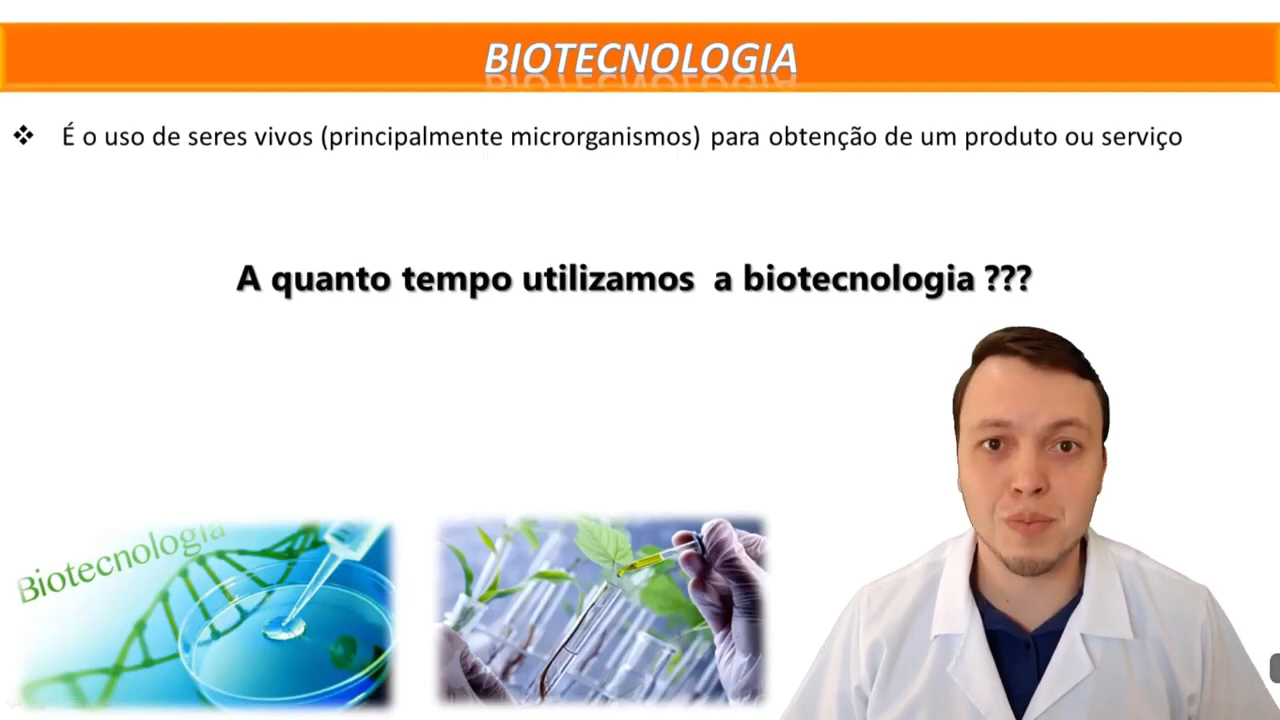 BIOTECNOLOGIA
❖ É o uso de seres vivos (principalmente microrganismos) para obtenção de um produto ou serviço
A quanto tempo utilizamos a biotecnologia ???
Biotecnologia